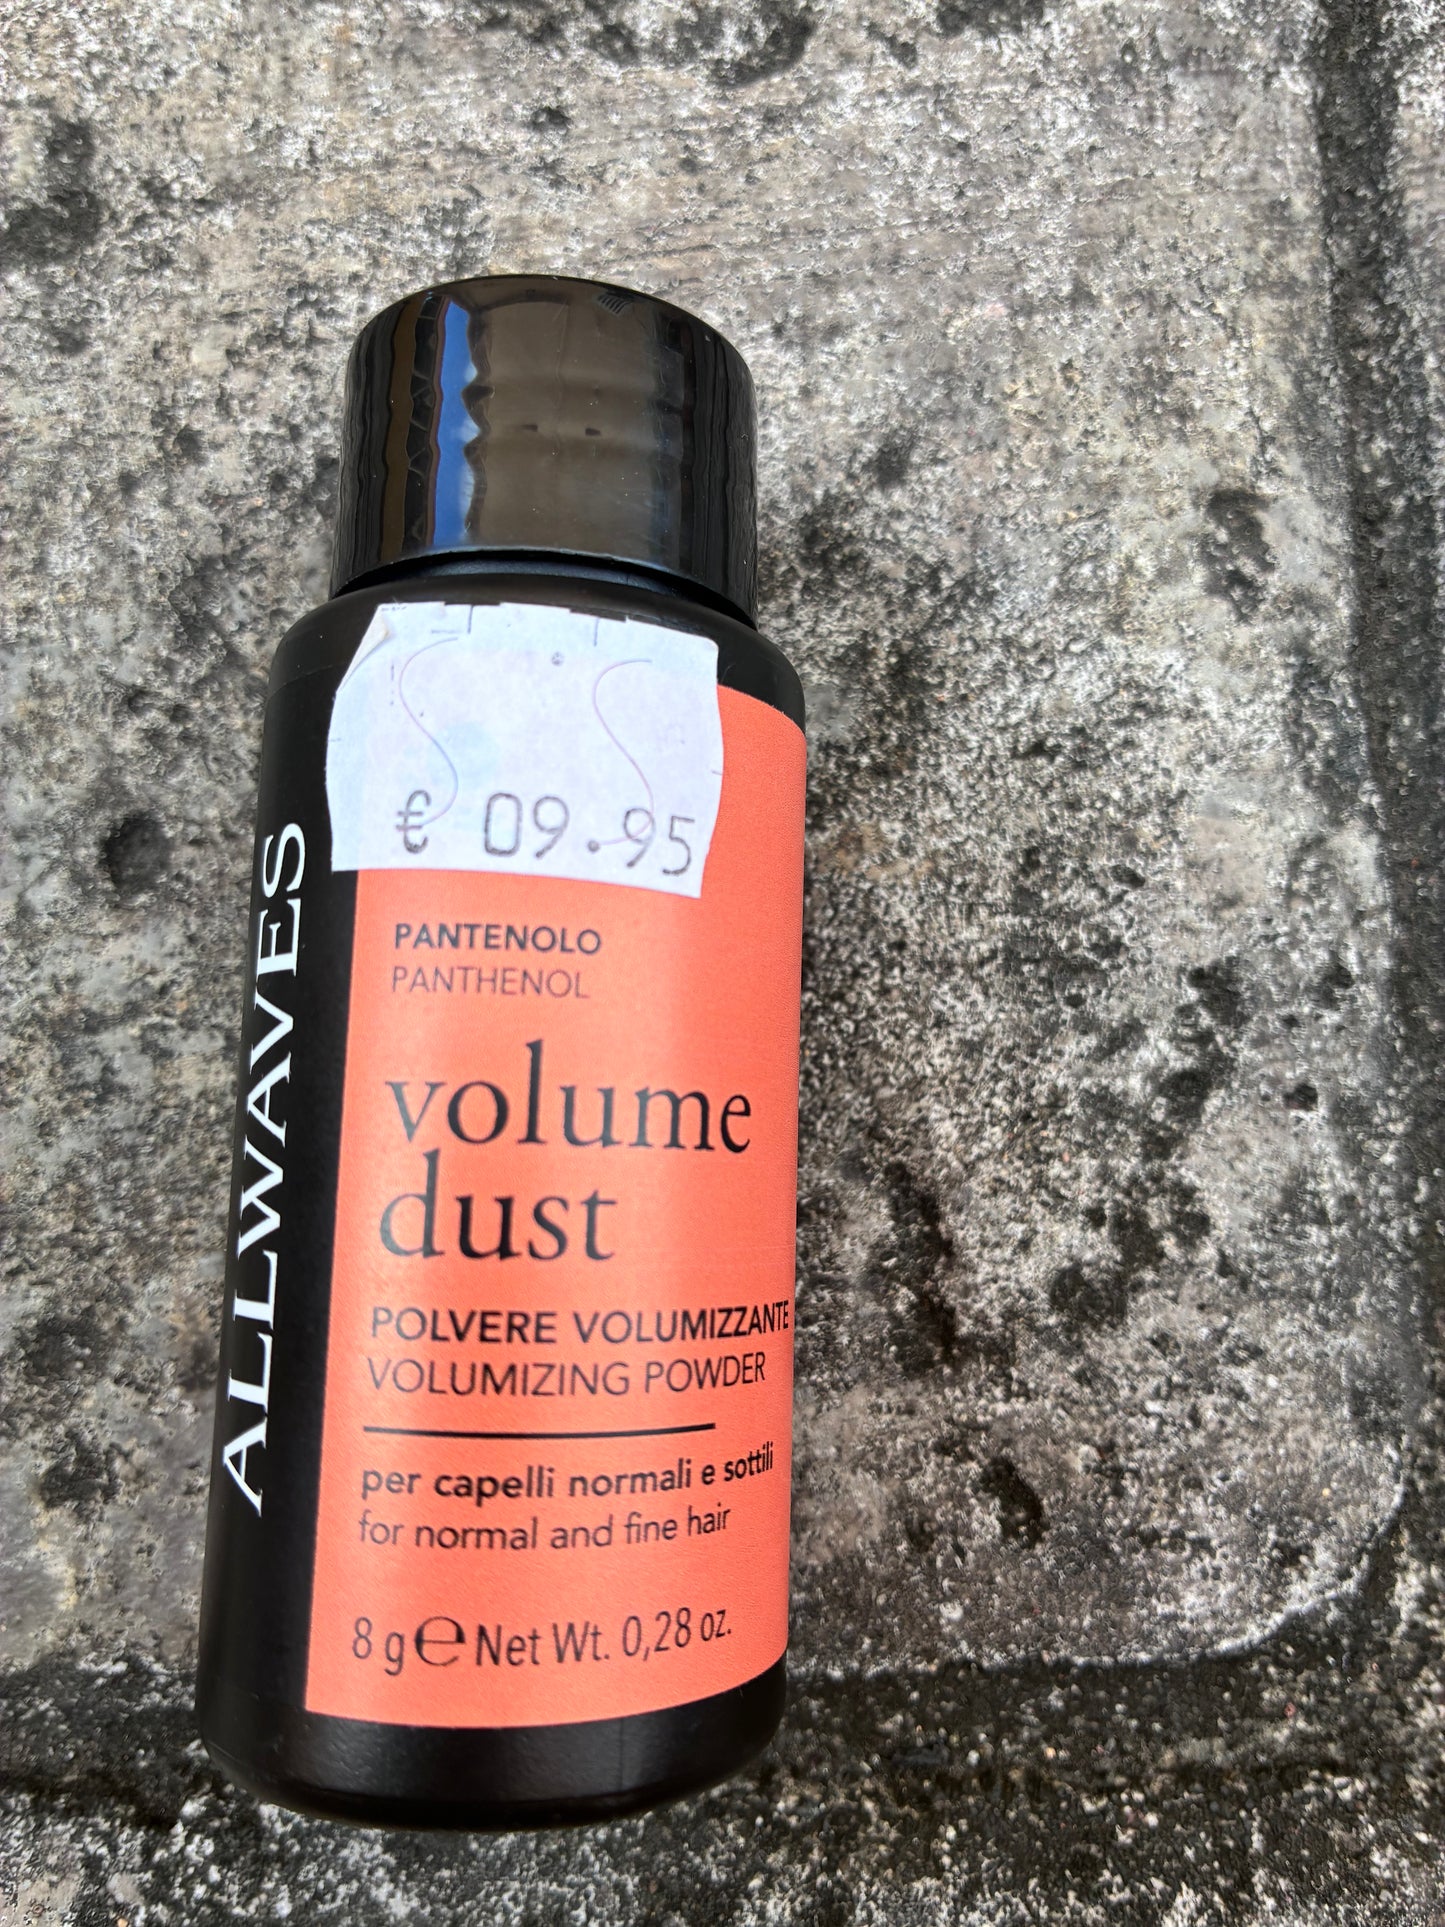 € 09.95
ALLWAVES
PANTENOLO
PANTHENOL
volume
dust
POLVERE VOLUMIZZANTE
VOLUMIZING POWDER
per capelli normali e sottili
for normal and fine hair
8 g ℮ Net Wt. 0,28 oz.